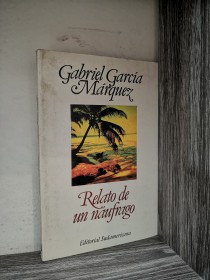 Gabriel García
Márquez
Relato de
un náufrago
Editorial Sudamericana